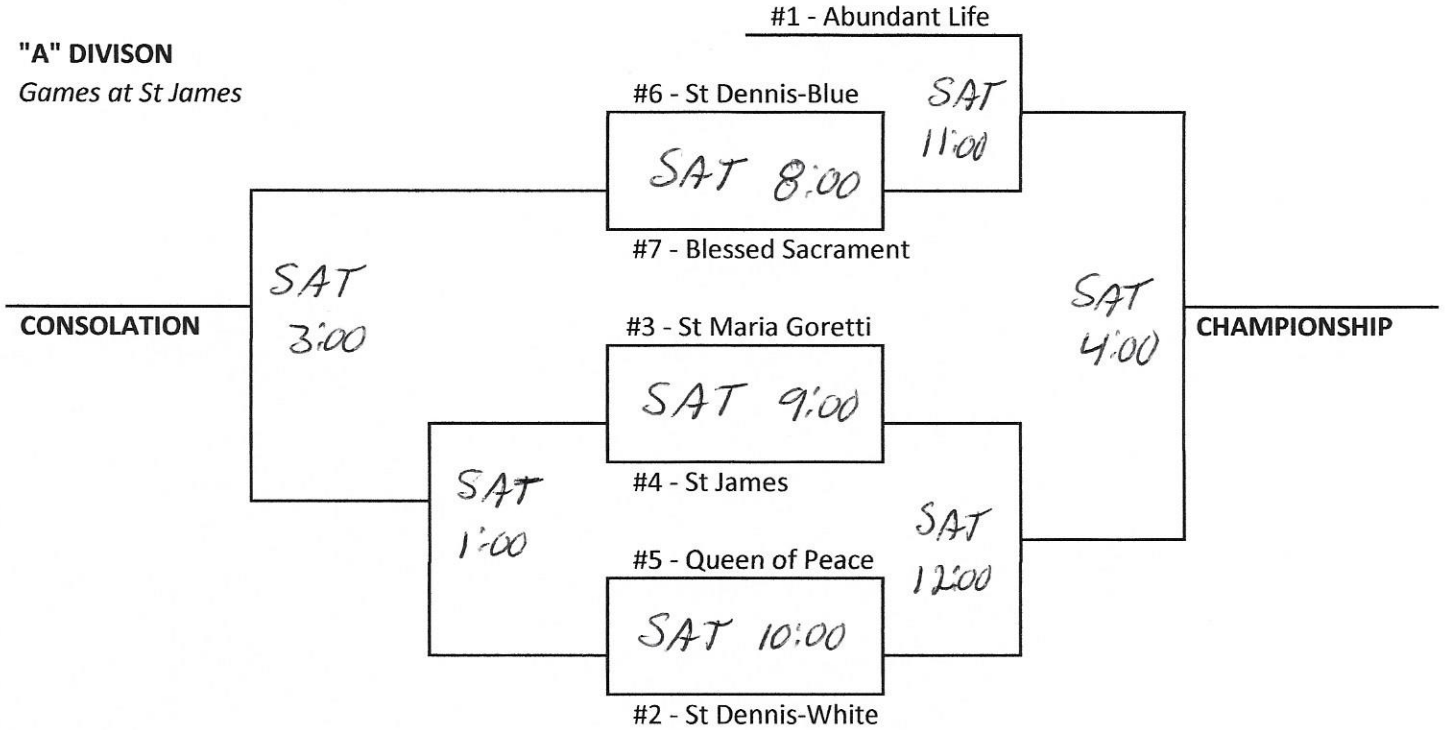 #1 - Abundant Life
"A" DIVISON
Games at St James
#6 - St Dennis-Blue
SAT
11:00
SAT 8:00
#7 - Blessed Sacrament
SAT
3:00
CONSOLATION
SAT
4:00
CHAMPIONSHIP
#3 - St Maria Goretti
SAT 9:00
#4 - St James
SAT
1:00
SAT
12:00
#5 - Queen of Peace
SAT 10:00
#2 - St Dennis-White